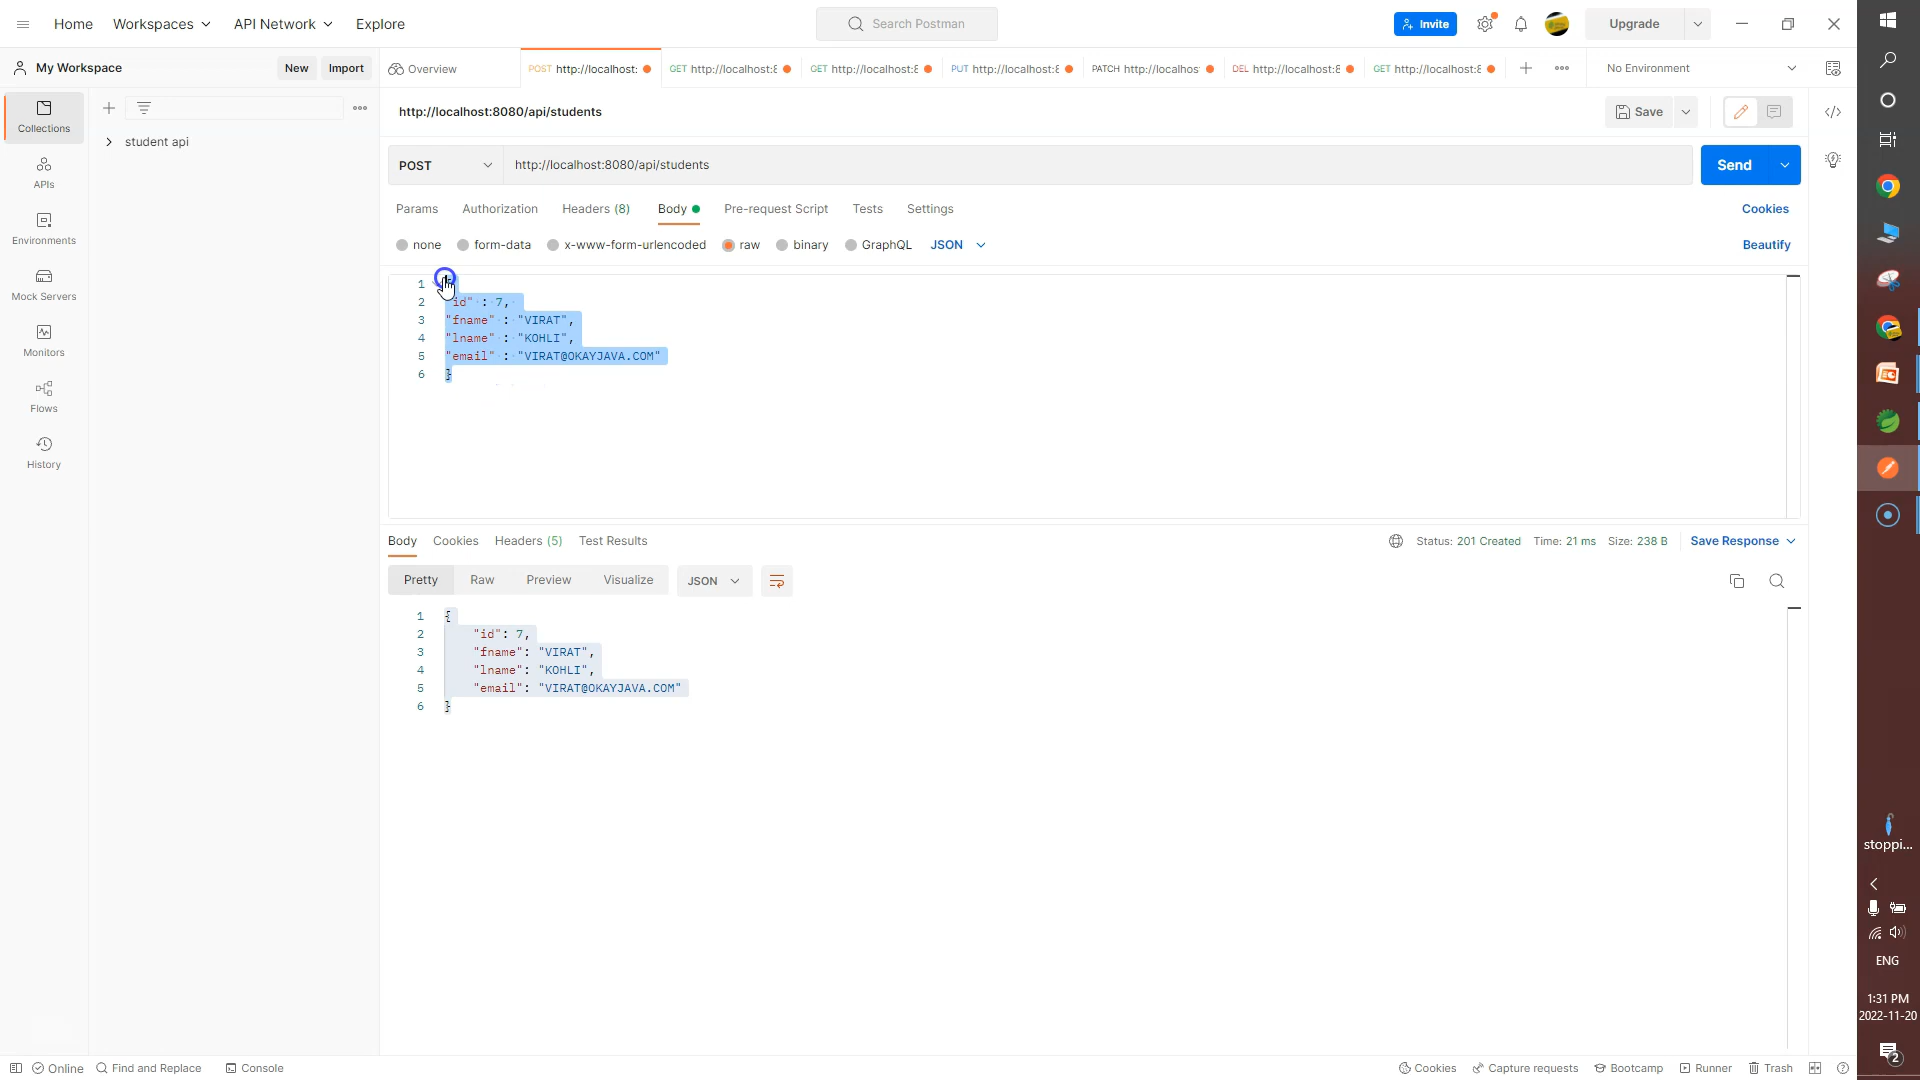 Home Workspaces API Network Explore Search Postman Invite Upgrade
My Workspace New Import Overview POST http://localhost: GET http://localhost:8 GET http://localhost:8 PUT http://localhost:8 PATCH http://localhos DEL http://localhost:8 GET http://localhost:8 No Environment
Collections
student api
http://localhost:8080/api/students Save
POST http://localhost:8080/api/students Send
APIs
Params Authorization Headers (8) Body Pre-request Script Tests Settings Cookies
Environments
none form-data x-www-form-urlencoded raw binary GraphQL JSON Beautify
Mock Servers
Monitors
Flows
History
1
2 "id" : 7,
3 "fname" : "VIRAT",
4 "lname" : "KOHLI",
5 "email" : "VIRAT@OKAYJAVA.COM"
6 }
Body Cookies Headers (5) Test Results Status: 201 Created Time: 21 ms Size: 238 B Save Response
Pretty Raw Preview Visualize JSON
1 {
2 "id": 7,
3 "fname": "VIRAT",
4 "lname": "KOHLI",
5 "email": "VIRAT@OKAYJAVA.COM"
6 }
stoppi...
ENG
1:31 PM
2022-11-20
2
Online Find and Replace Console Cookies Capture requests Bootcamp Runner Trash